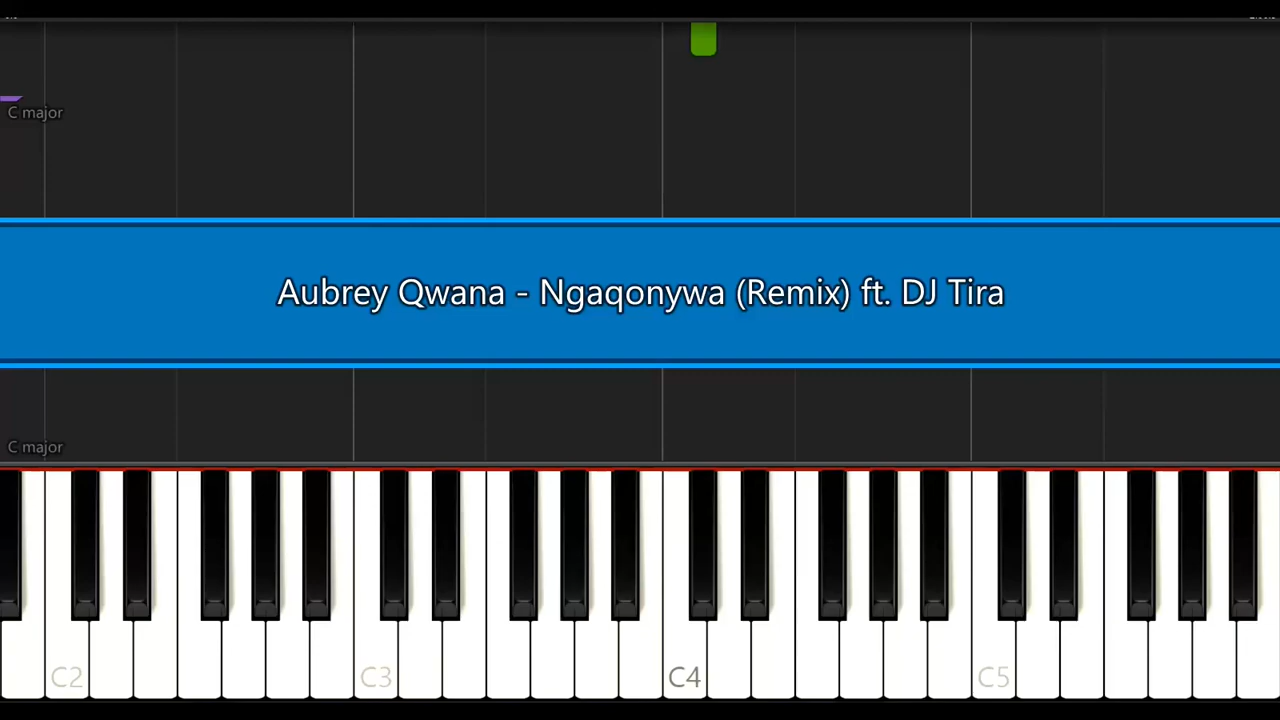 C major
Aubrey Qwana - Ngaqonywa (Remix) ft. DJ Tira
C major
C2 C3 C4 C5